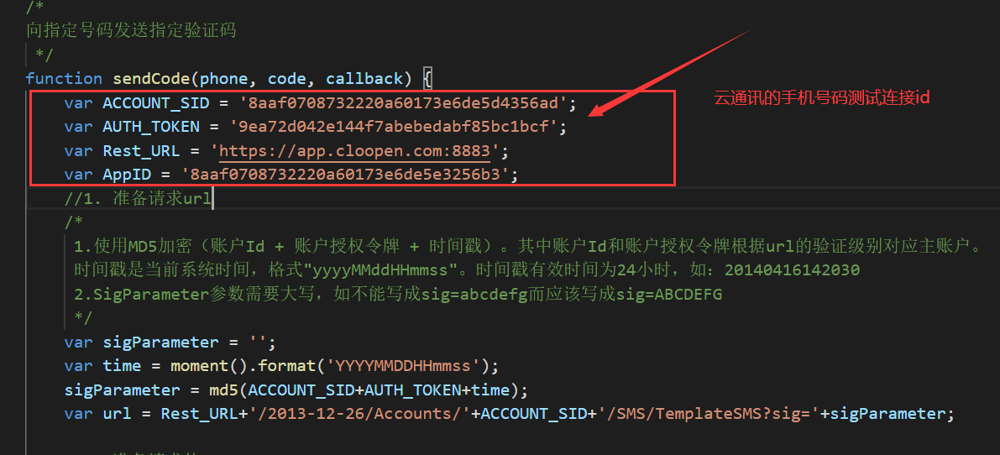 /*
向指定号码发送指定验证码
*/
function sendCode(phone, code, callback) {
var ACCOUNT_SID = '8aaf0708732220a60173e6de5d4356ad';
var AUTH_TOKEN = '9ea72d042e144f7abebedabf85bc1bcf';
云通讯的手机号码测试连接id
var Rest_URL = 'https://app.cloopen.com:8883';
var AppID = '8aaf0708732220a60173e6de5e3256b3';
//1. 准备请求url
/*
1.使用MD5加密（账户Id + 账户授权令牌 + 时间戳）。其中账户Id和账户授权令牌根据url的验证级别对应主账户。
时间戳是当前系统时间，格式"yyyyMMddHHmmss"。时间戳有效时间为24小时，如：20140416142030
2.SigParameter参数需要大写，如不能写成sig=abcdefg而应该写成sig=ABCDEFG
*/
var sigParameter = '';
var time = moment().format('YYYYMMDDHHmmss');
sigParameter = md5(ACCOUNT_SID+AUTH_TOKEN+time);
var url = Rest_URL+'/2013-12-26/Accounts/'+ACCOUNT_SID+'/SMS/TemplateSMS?sig='+sigParameter;